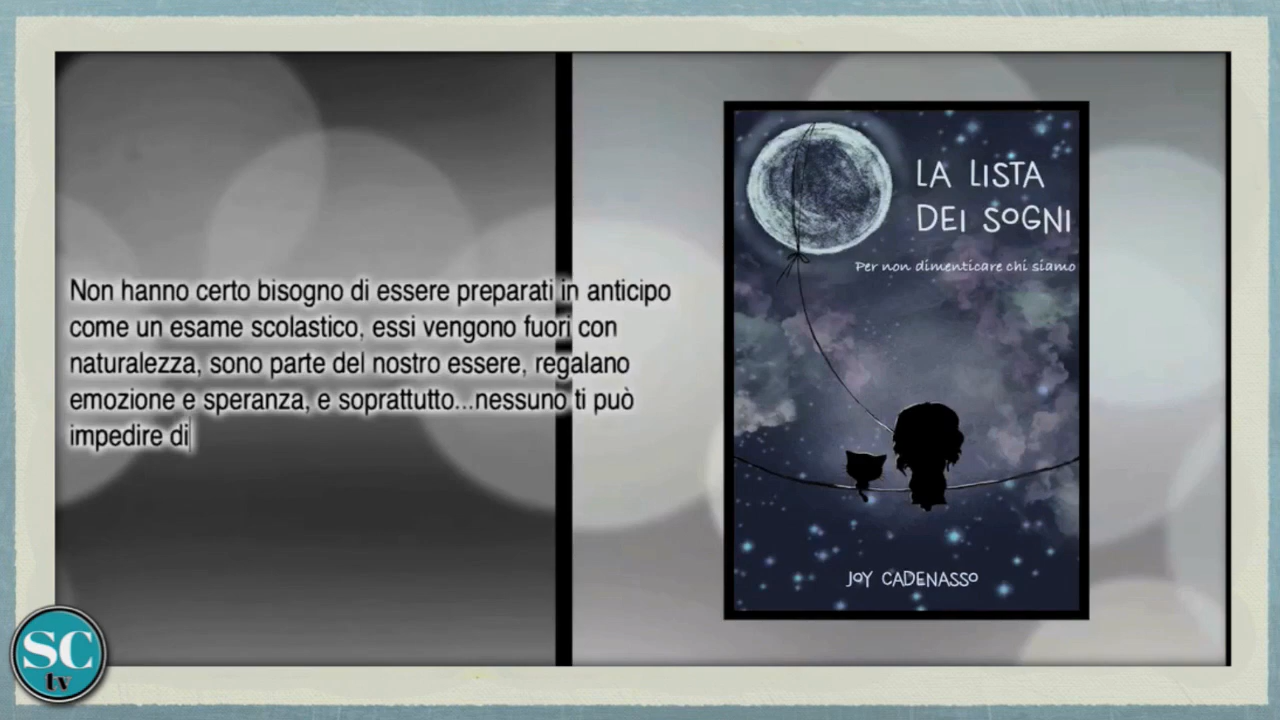 Non hanno certo bisogno di essere preparati in anticipo
come un esame scolastico, essi vengono fuori con
naturalezza, sono parte del nostro essere, regalano
emozione e speranza, e soprattutto...nessuno ti può
impedire di
LA LISTA
DEI SOGNI
Per non dimenticare chi siamo
JOY CADENASSO
SC
tv